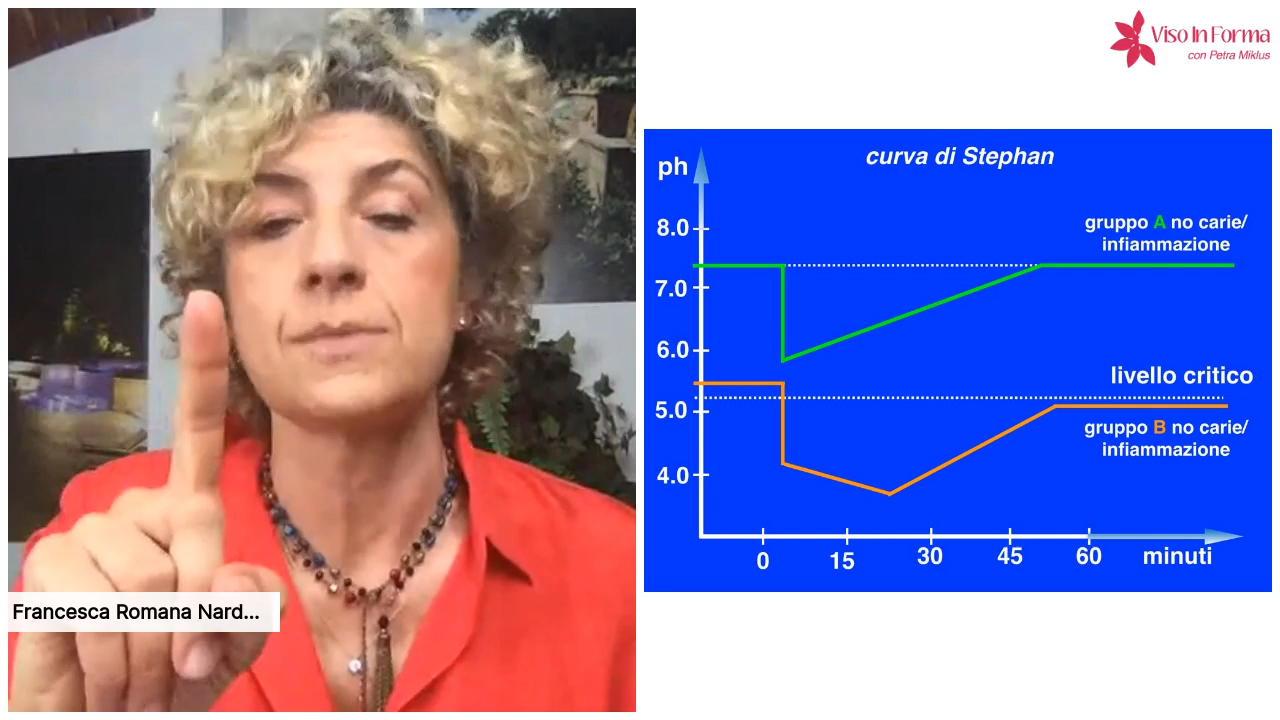 Viso In Forma
con Petra Miklus
curva di Stephan
ph
8.0
7.0
6.0
5.0
4.0
gruppo A no carie/
infiammazione
livello critico
gruppo B no carie/
infiammazione
0 15 30 45 60 minuti
Francesca Romana Nard...